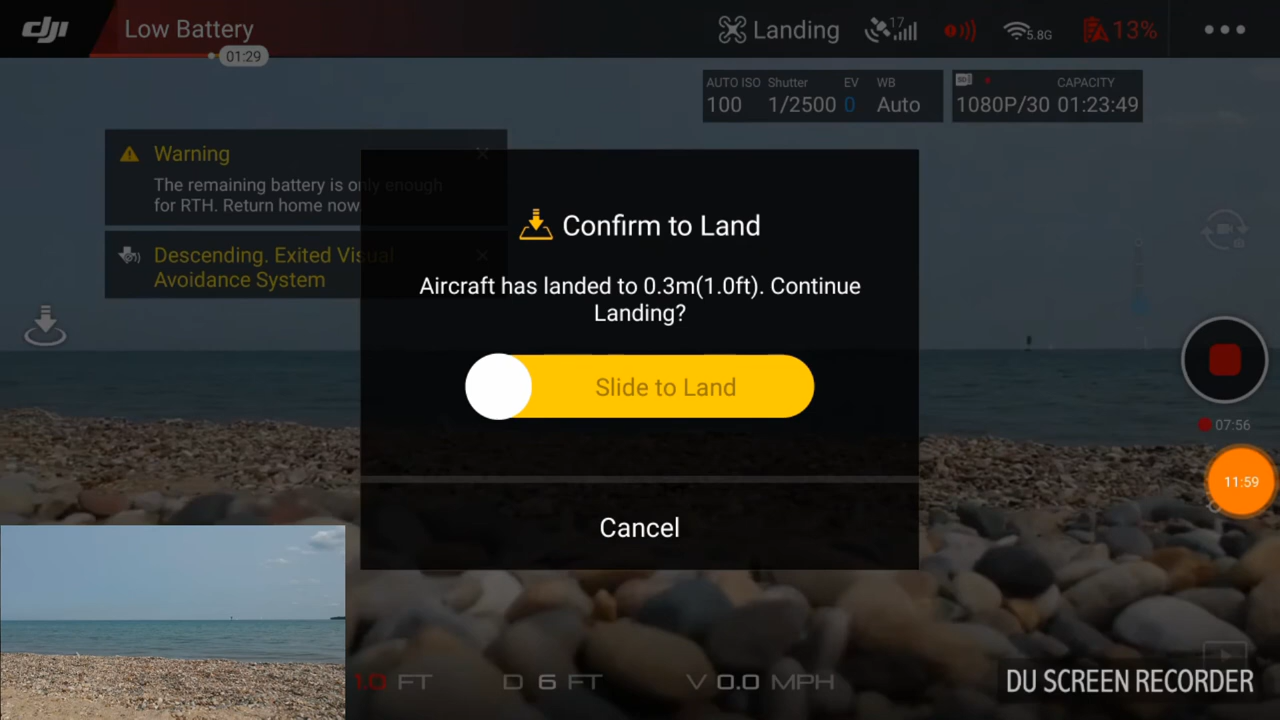 dji
Low Battery
Landing
17
5.8G
13%
01:29
AUTO ISO Shutter EV WB
100 1/2500 0 Auto
CAPACITY
1080P/30 01:23:49
Warning
The remaining battery is only enough
for RTH. Return home now.
Descending. Exited Visual
Avoidance System
Confirm to Land
Aircraft has landed to 0.3m(1.0ft). Continue
Landing?
Slide to Land
Cancel
07:56
11:59
1.0 FT D 6 FT V 0.0 MPH
DU SCREEN RECORDER